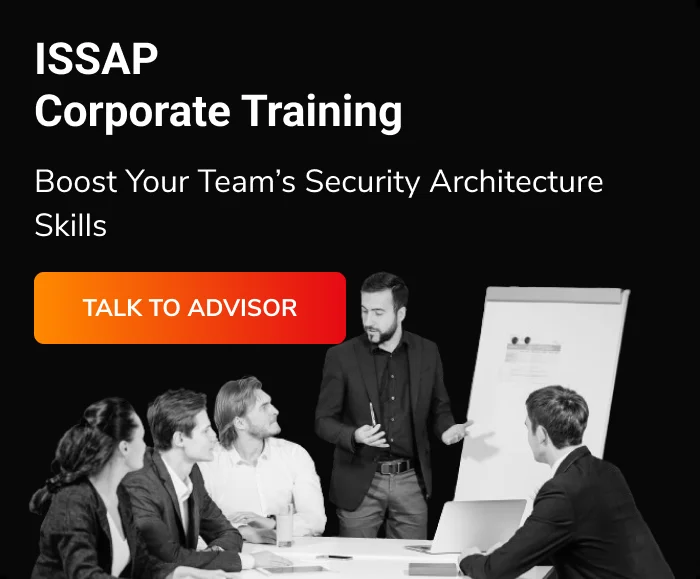 ISSAP
Corporate Training
Boost Your Team’s Security Architecture
Skills
TALK TO ADVISOR